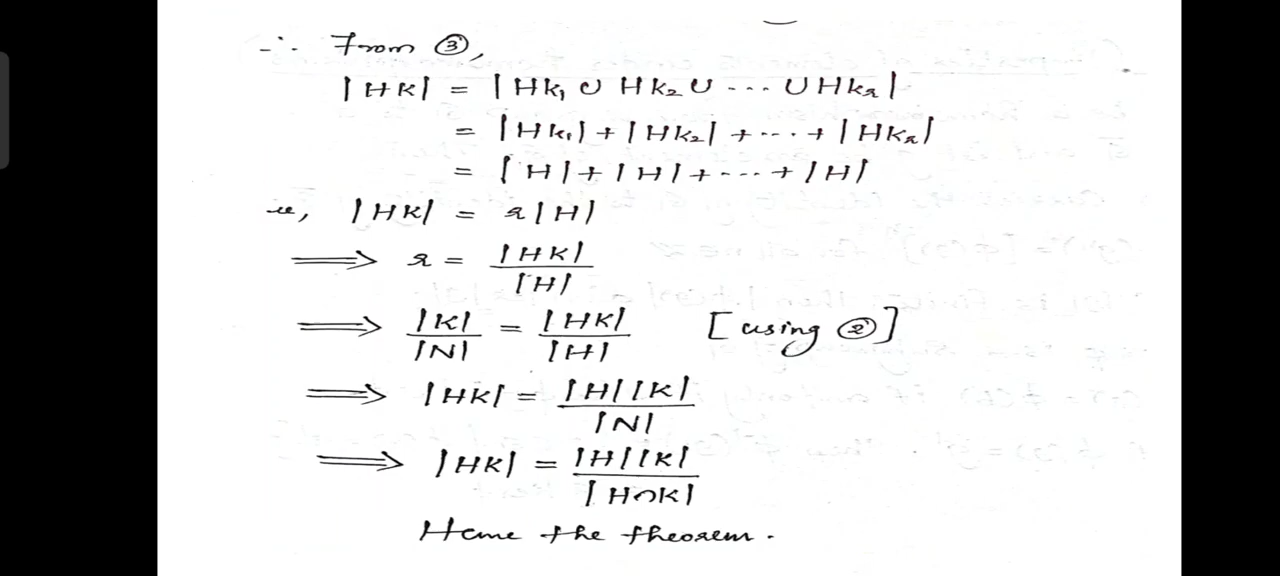 ∴ From ③,
|HK| = |Hk₁ ∪ Hk₂ ∪ --- ∪ Hkᵣ|
= |Hk₁| + |Hk₂| + --- + |Hkᵣ|
= |H| + |H| + --- + |H|
ie, |HK| = r|H|
⟹ r = |HK| / |H|
⟹ |K| / |N| = |HK| / |H| [using ②]
⟹ |HK| = |H||K| / |N|
⟹ |HK| = |H||K| / |H∩K|
Hence the theorem.